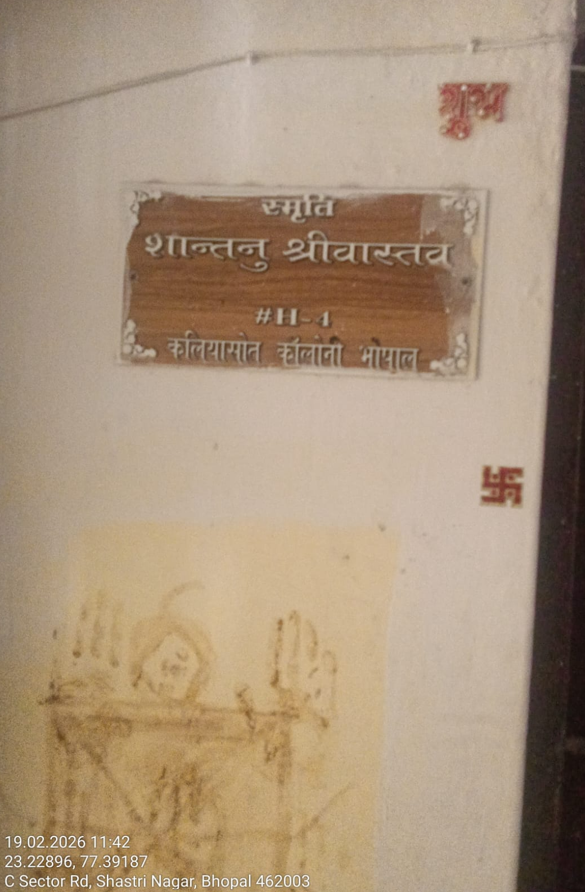 शुभ
स्मृति
शान्तनु श्रीवास्तव
#H-4
कलियासोत कॉलोनी भोपाल
19.02.2026 11:42
23.22896, 77.39187
C Sector Rd, Shastri Nagar, Bhopal 462003